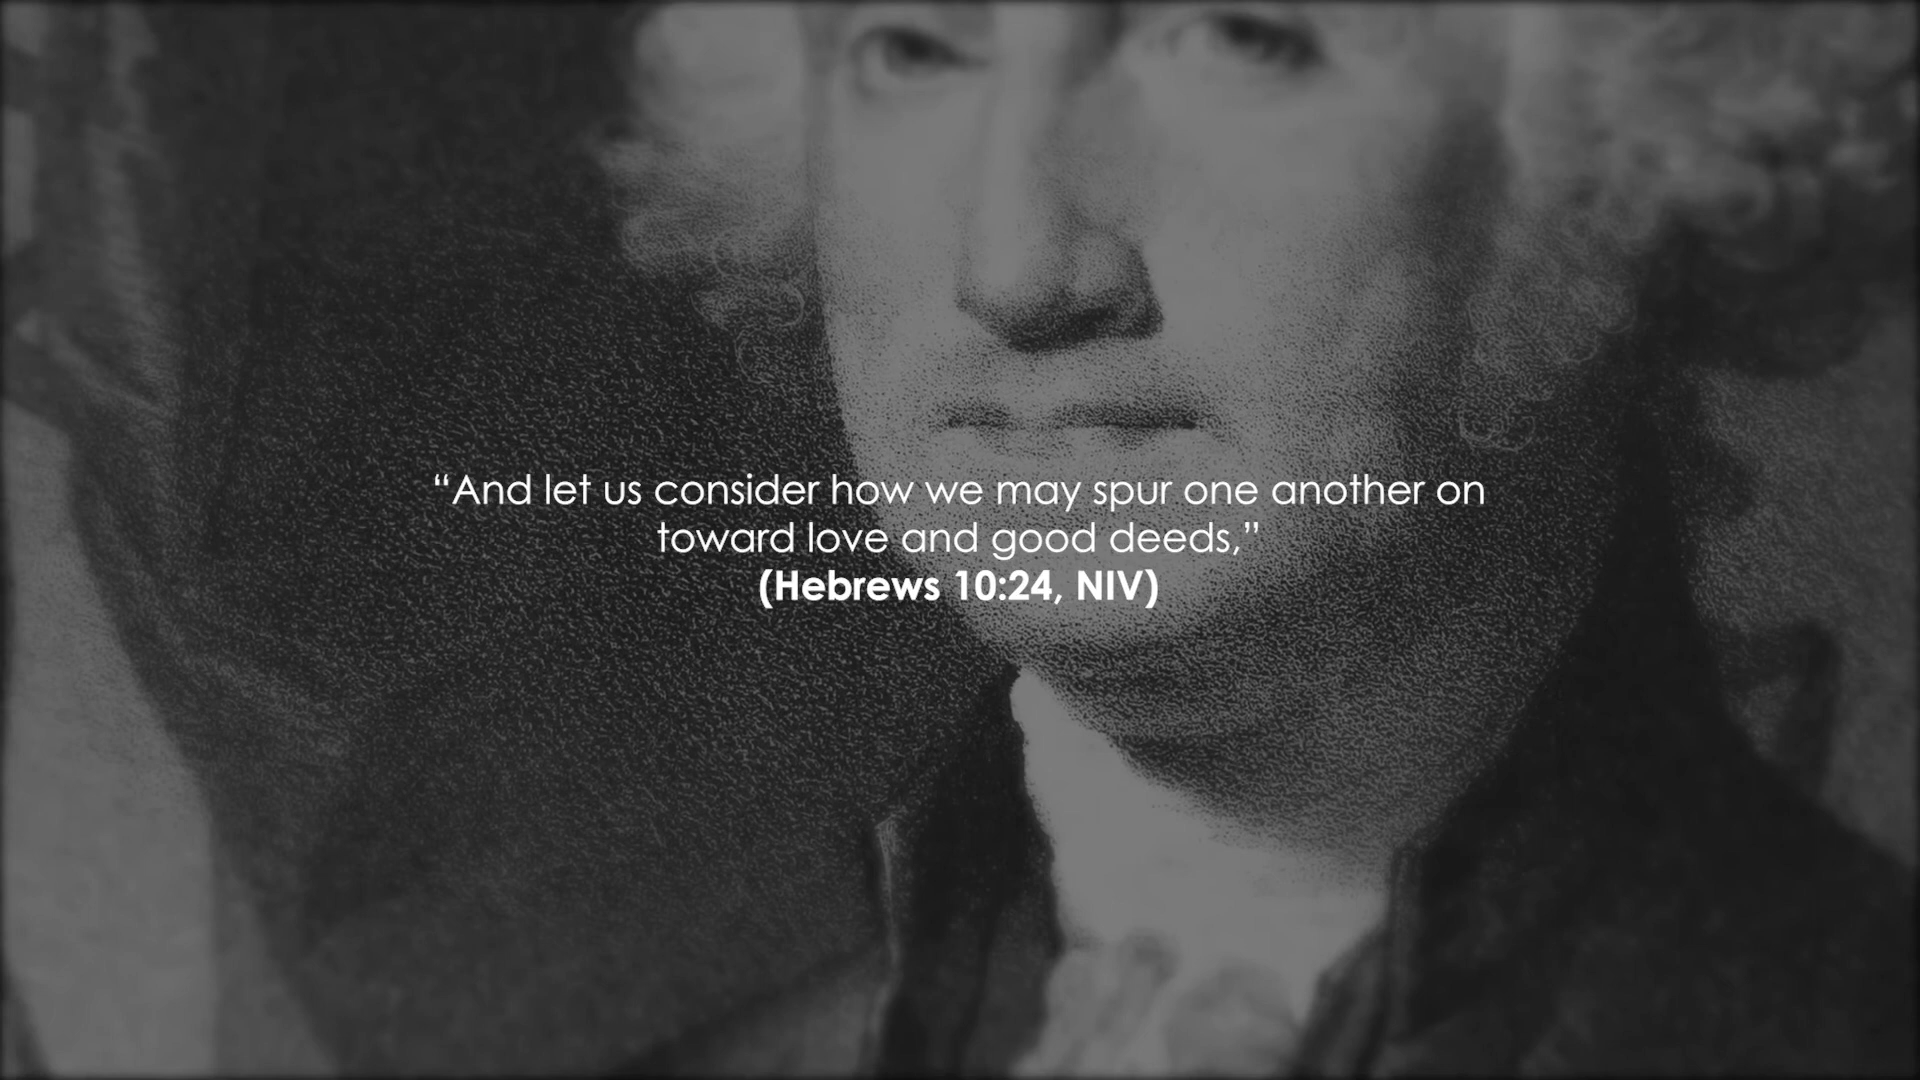 “And let us consider how we may spur one another on
toward love and good deeds,”
(Hebrews 10:24, NIV)